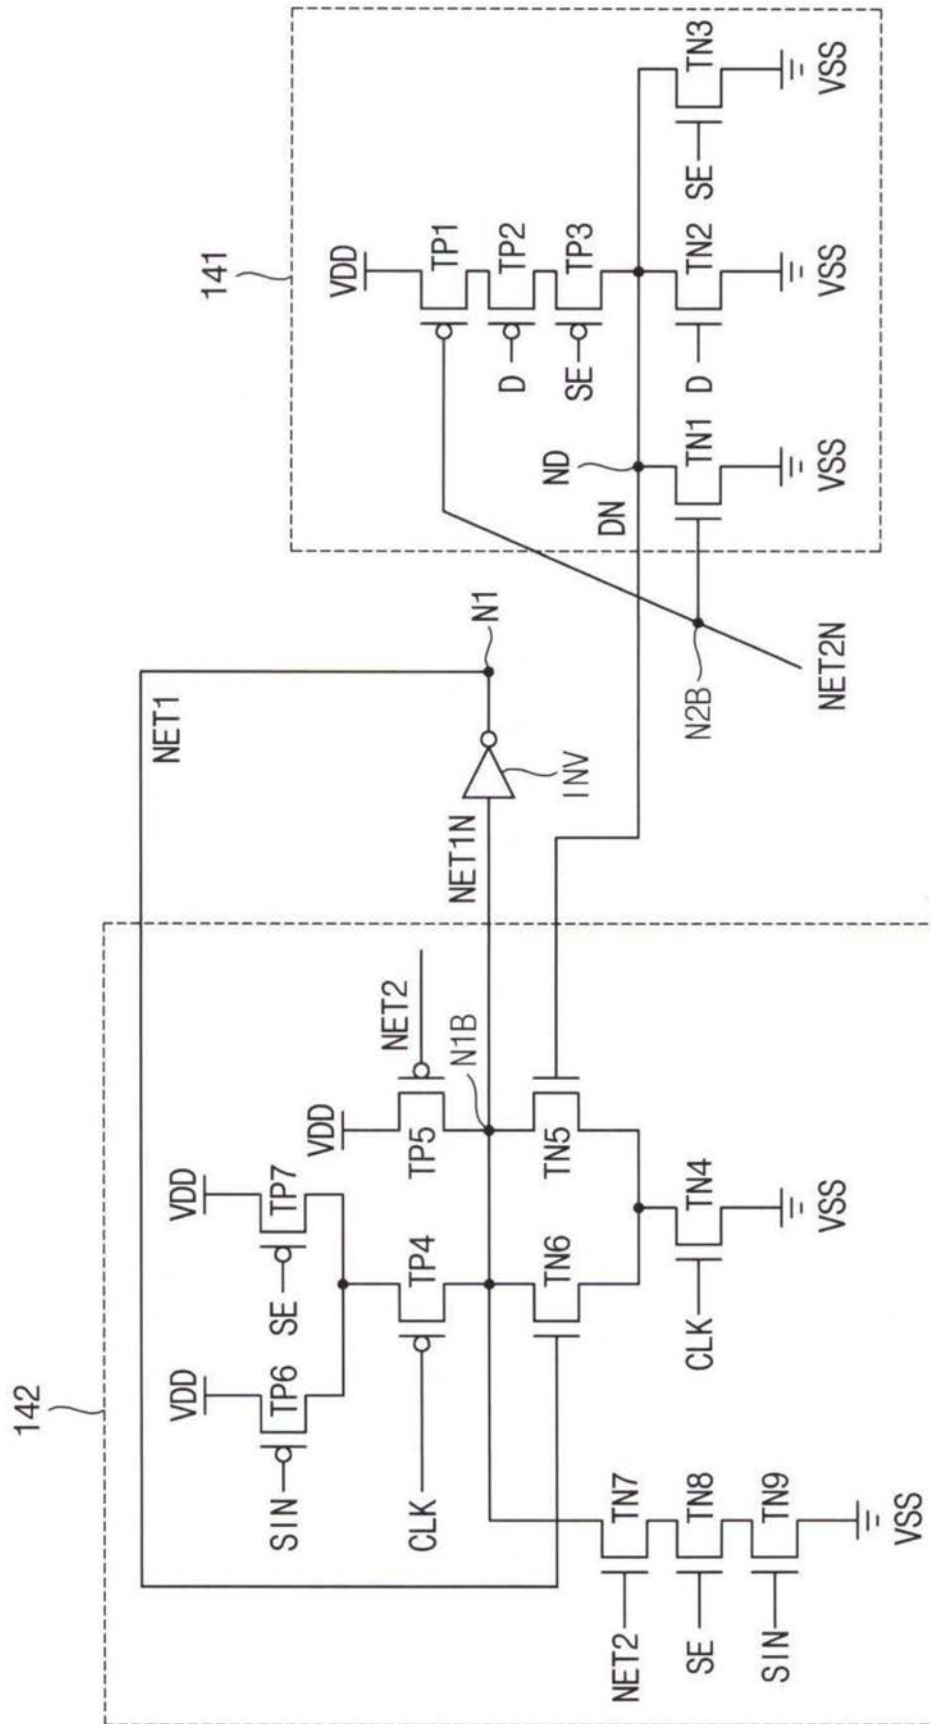 142
VDD
VDD
SIN
TP6
SE
TP7
VDD
CLK
TP4
TP5
NET2
N1B
TN6
TN5
CLK
TN4
VSS
NET2
TN7
SE
TN8
SIN
TN9
VSS
NET1
N1
NET1N
INV
141
VDD
TP1
D
TP2
SE
TP3
ND
DN
TN1
VSS
D
TN2
VSS
SE
TN3
VSS
N2B
NET2N